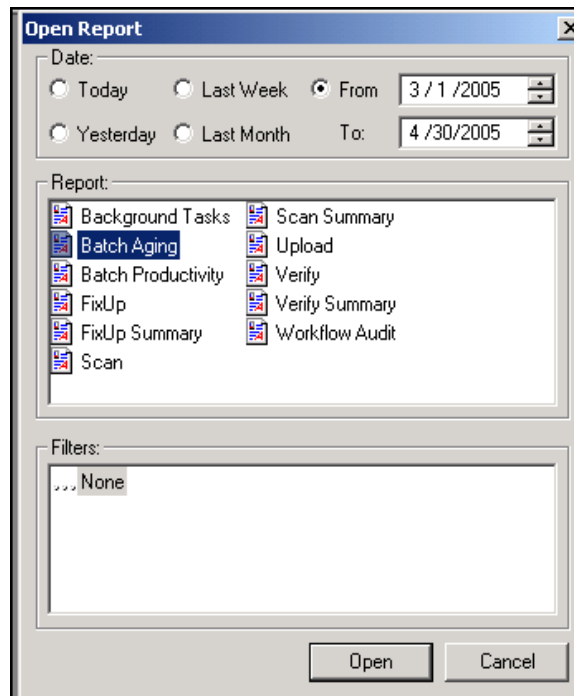 Open Report
Date:
Today Last Week From 3 / 1 /2005
Yesterday Last Month To: 4 /30/2005
Report:
Background Tasks Scan Summary
Batch Aging Upload
Batch Productivity Verify
FixUp Verify Summary
FixUp Summary Workflow Audit
Scan
Filters:
... None
Open Cancel